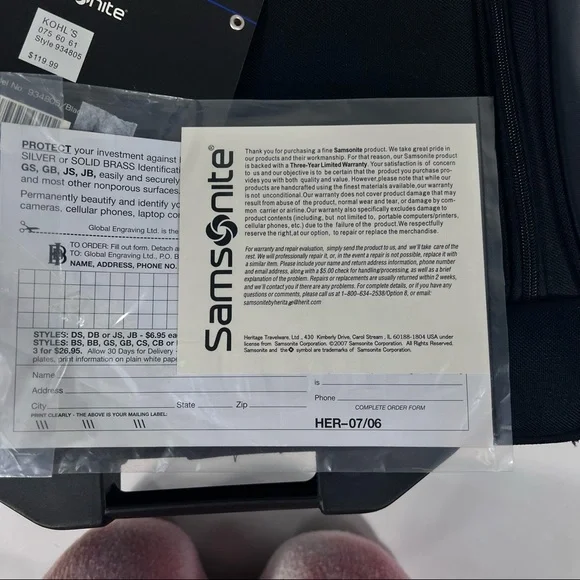 nite
KOHL'S
075 60 61
Style 934805
$119.99
PROTECT your investment against
SILVER or SOLID BRASS Identificati
GS, GB, JS, JB, easily and securely
and most other nonporous surfaces.
Permanently beautify and identify yo
cameras, cellular phones, laptop co
Global Engraving Ltd. is the
TO ORDER: Fill out form. Detach a
TO: Global Engraving Ltd., P.O. B
NAME, ADDRESS, PHONE NO.
STYLES: DS, DB or JS, JB - $6.95 ea
STYLES: BS, BB, GS, GB, CS, CB or
3 for $26.95. Allow 30 Days for Delivery
plates, print information on plain white pape
Name
Address
City State Zip
is
Phone
COMPLETE ORDER FORM
PRINT CLEARLY - THE ABOVE IS YOUR MAILING LABEL:
HER-07/06
Samsonite®
Thank you for purchasing a fine Samsonite product. We take great pride in
our products and their workmanship. For that reason, our Samsonite product
is backed with a Three-Year Limited Warranty. Your satisfaction is of concern
to us and our objective is to be certain that the product you purchase pro-
vides you with both quality and value. However, please note that while our
products are handcrafted using the finest materials available, our warranty
is not unconditional. Our warranty does not cover product damage that may
result from abuse of the product, normal wear and tear, or damage by com-
mon carrier or airline. Our warranty also specifically excludes damage to
product contents (including, but not limited to, portable computers/printers,
cellular phones, etc.) due to the failure of the product. We respectfully
reserve the right, at our option, to repair or replace the merchandise.
For warranty and repair evaluation, simply send the product to us, and we'll take care of the
rest. We will professionally repair it, or, in the event a repair is not possible, replace it with
a similar item. Please include your name and return address information, phone number
and email address, along with a $5.00 check for handling/processing, as well as a brief
explanation of the problem. Repairs or replacements are usually returned within 2 weeks,
and we'll contact you if there are any problems. For complete details, or if you have any
questions or comments, please call us at 1-800-634-2538/Option 8, or email:
samsonitebyheritage@herit.com
Heritage Travelware, Ltd., 430 Kimberly Drive, Carol Stream, IL 60188-1804 USA under
license from Samsonite Corporation. ©2007 Samsonite Corporation. All Rights Reserved.
Samsonite and the symbol are trademarks of Samsonite Corporation.